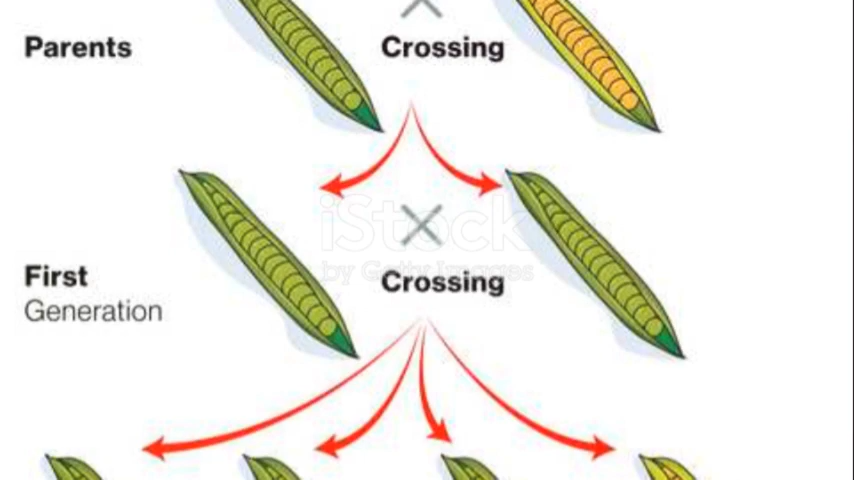 Parents
Crossing
iStock
by Getty Images
First
Generation
Crossing